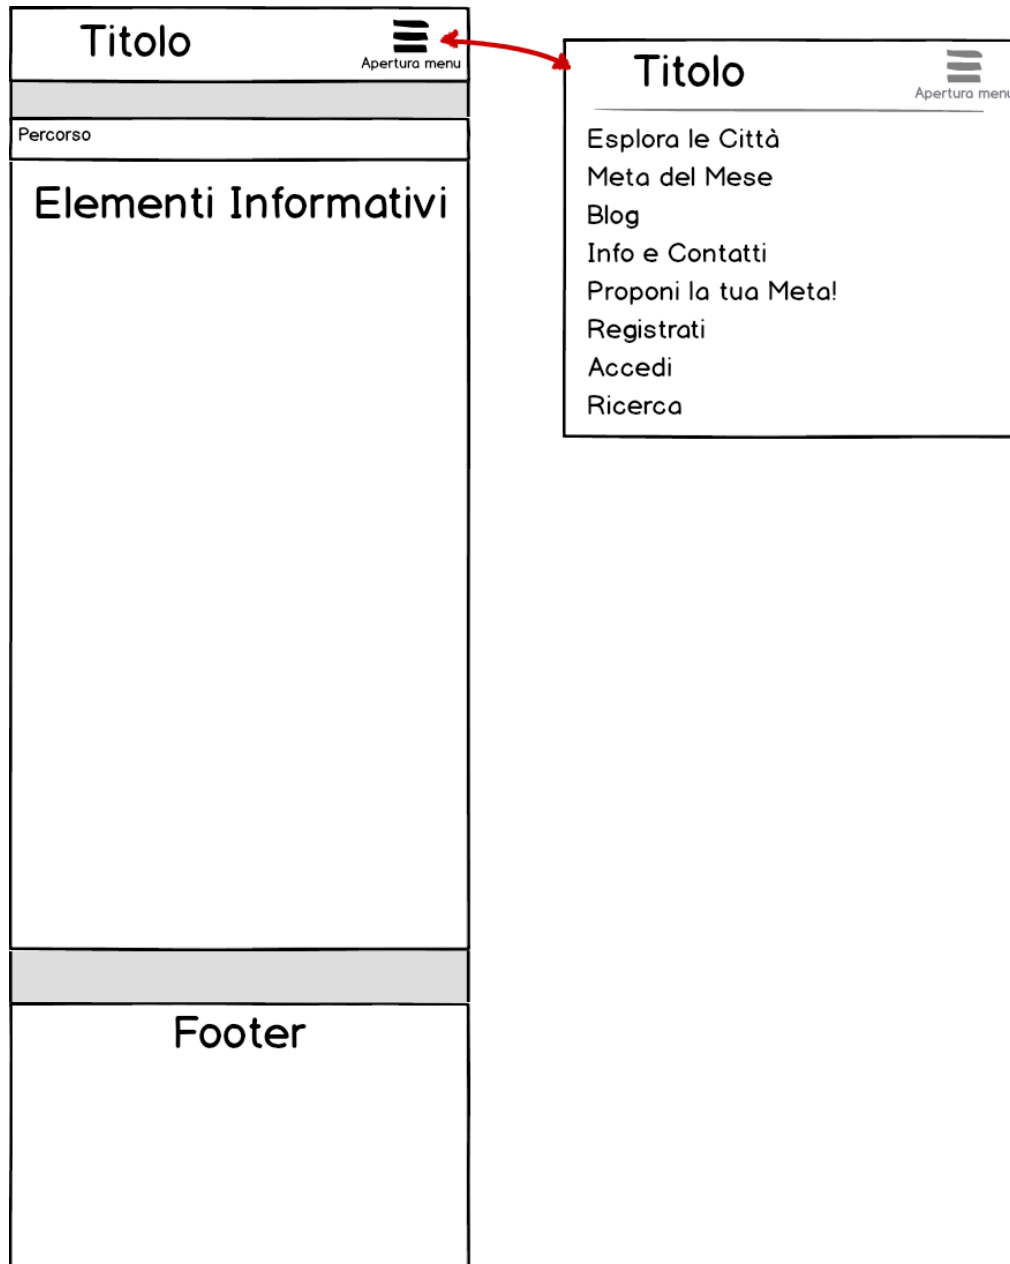 Titolo
Apertura menu
Percorso
Elementi Informativi
Footer
Titolo
Apertura menu
Esplora le Città
Meta del Mese
Blog
Info e Contatti
Proponi la tua Meta!
Registrati
Accedi
Ricerca